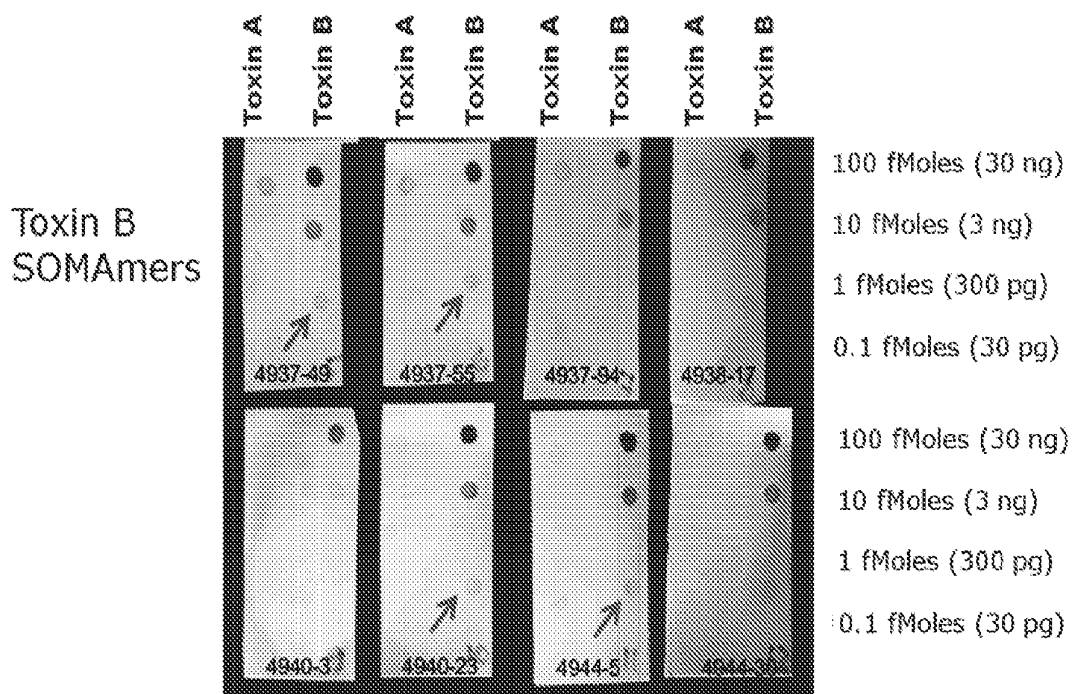 Toxin A Toxin B Toxin A Toxin B Toxin A Toxin B Toxin A Toxin B
Toxin B
SOMAmers
100 fMoles (30 ng)
10 fMoles (3 ng)
1 fMoles (300 pg)
0.1 fMoles (30 pg)
4937-49 4937-55 4937-94 4938-17
100 fMoles (30 ng)
10 fMoles (3 ng)
1 fMoles (300 pg)
0.1 fMoles (30 pg)
4940-3 4940-23 4944-5